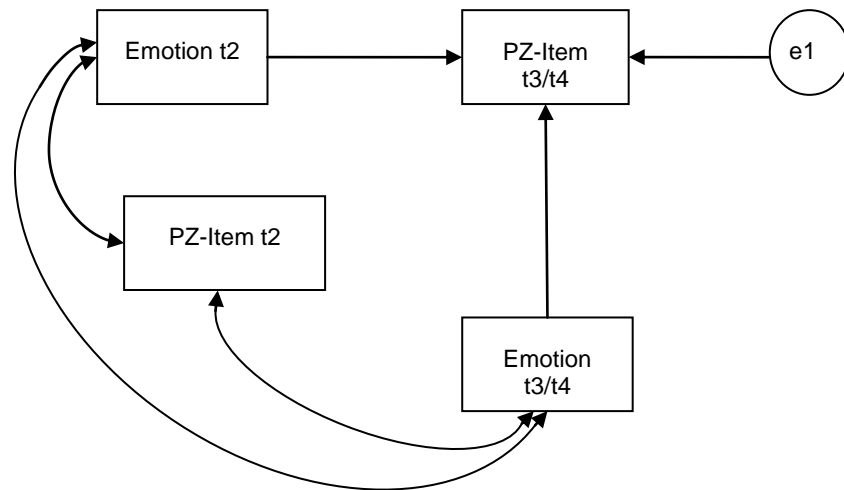 Emotion t2
PZ-Item
t3/t4
e1
PZ-Item t2
Emotion
t3/t4